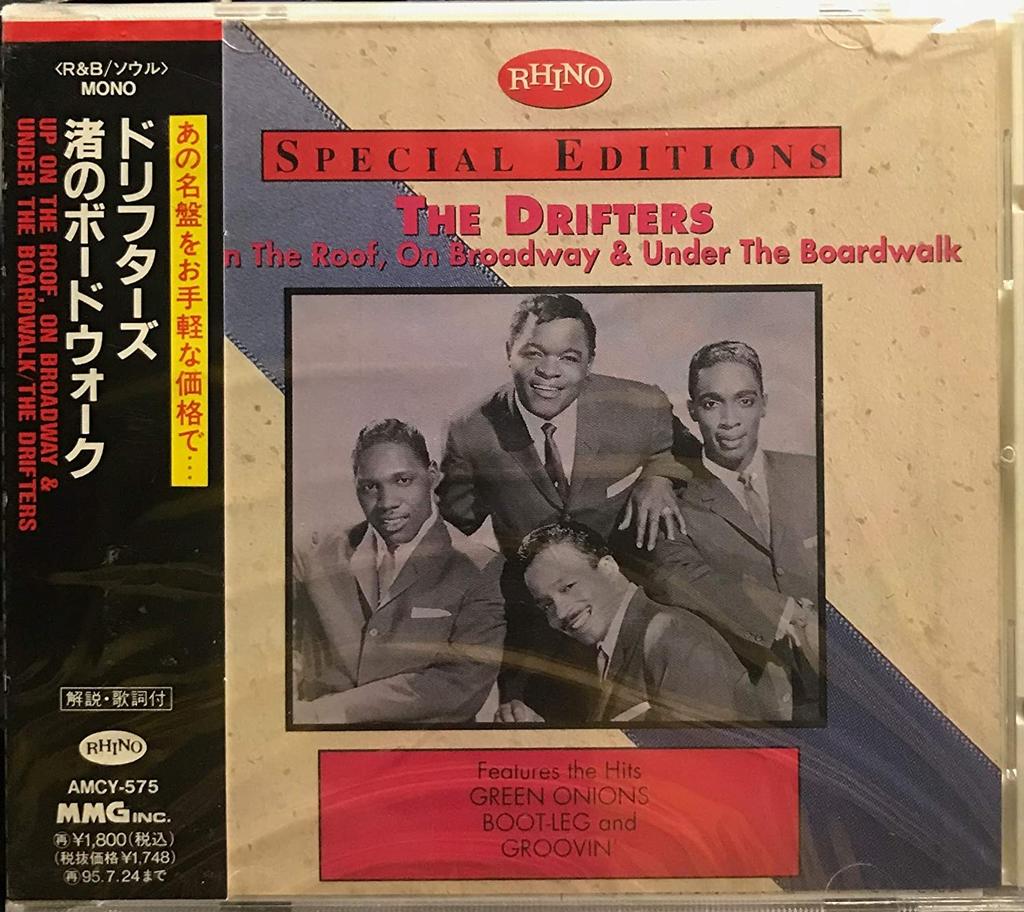 〈R&B/ソウル〉
MONO
あの名盤をお手軽な価格で…
ドリフターズ
渚のボードウォーク
UP ON THE ROOF, ON BROADWAY &
UNDER THE BOARDWALK/THE DRIFTERS
解説・歌詞付
RHINO
AMCY-575
MMG INC.
再¥1,800(税込)
(税抜価格¥1,748)
再95.7.24まで
RHINO
SPECIAL EDITIONS
THE DRIFTERS
n The Roof, On Broadway & Under The Boardwalk
Features the Hits
GREEN ONIONS
BOOT-LEG and
GROOVIN'